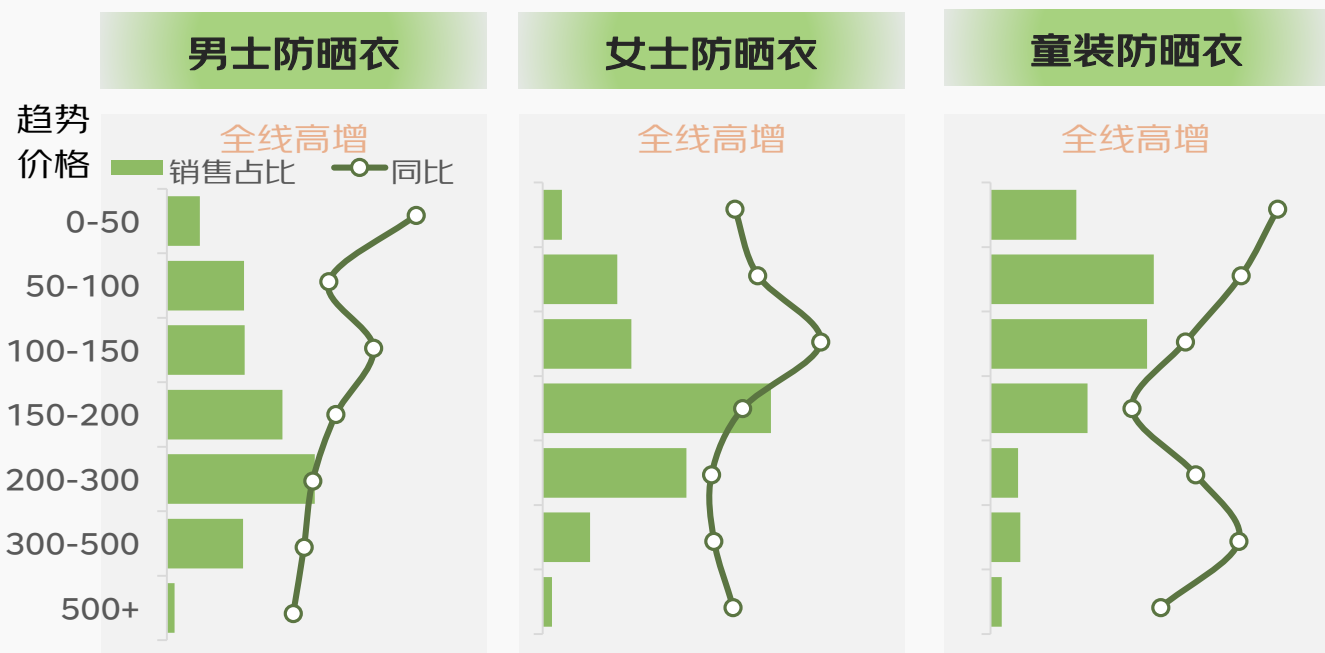 男士防晒衣
女士防晒衣
童装防晒衣
趋势
价格
全线高增
全线高增
全线高增
销售占比
同比
0-50
50-100
100-150
150-200
200-300
300-500
500+